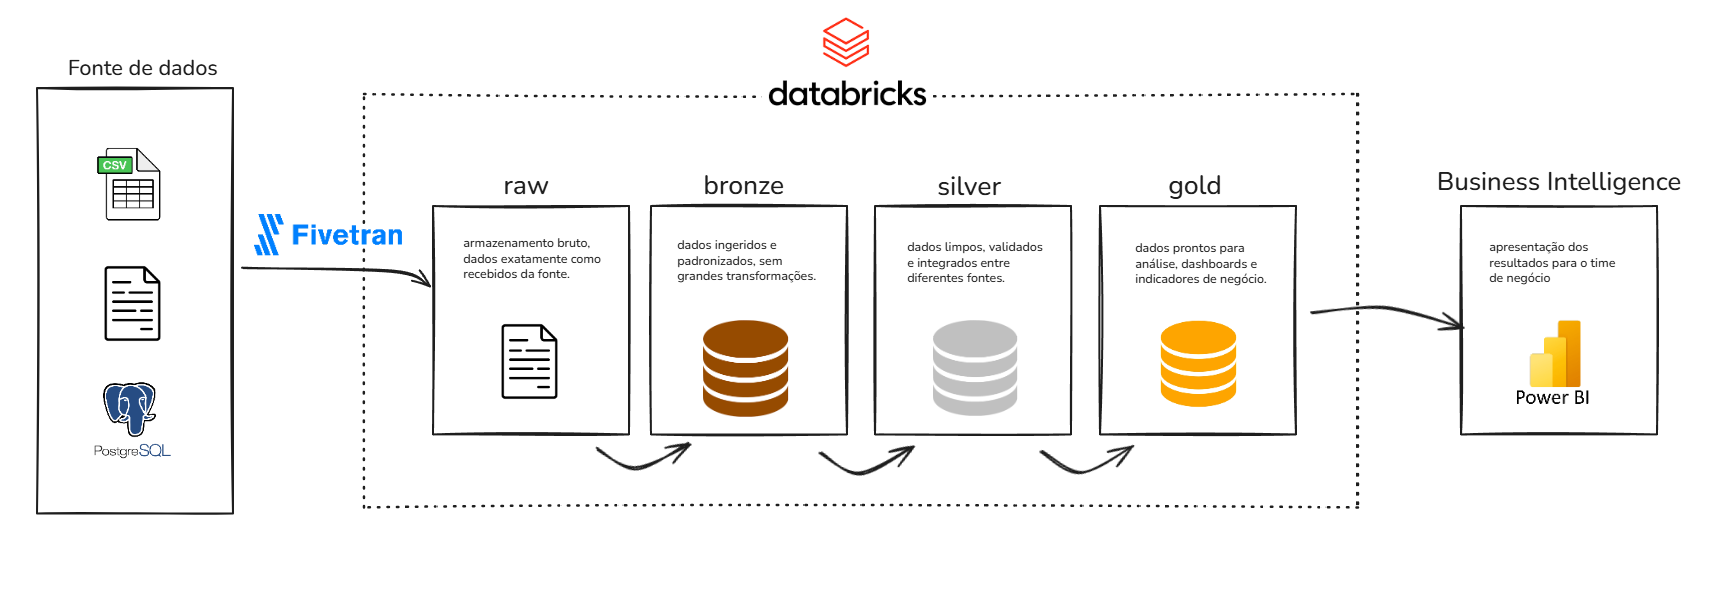 databricks
Fonte de dados
CSV
PostgreSQL
Fivetran
raw
armazenamento bruto,
dados exatamente como
recebidos da fonte.
bronze
dados ingeridos e
padronizados, sem
grandes transformações.
silver
dados limpos, validados
e integrados entre
diferentes fontes.
gold
dados prontos para
análise, dashboards e
indicadores de negócio.
Business Intelligence
apresentação dos
resultados para o time
de negócio
Power BI